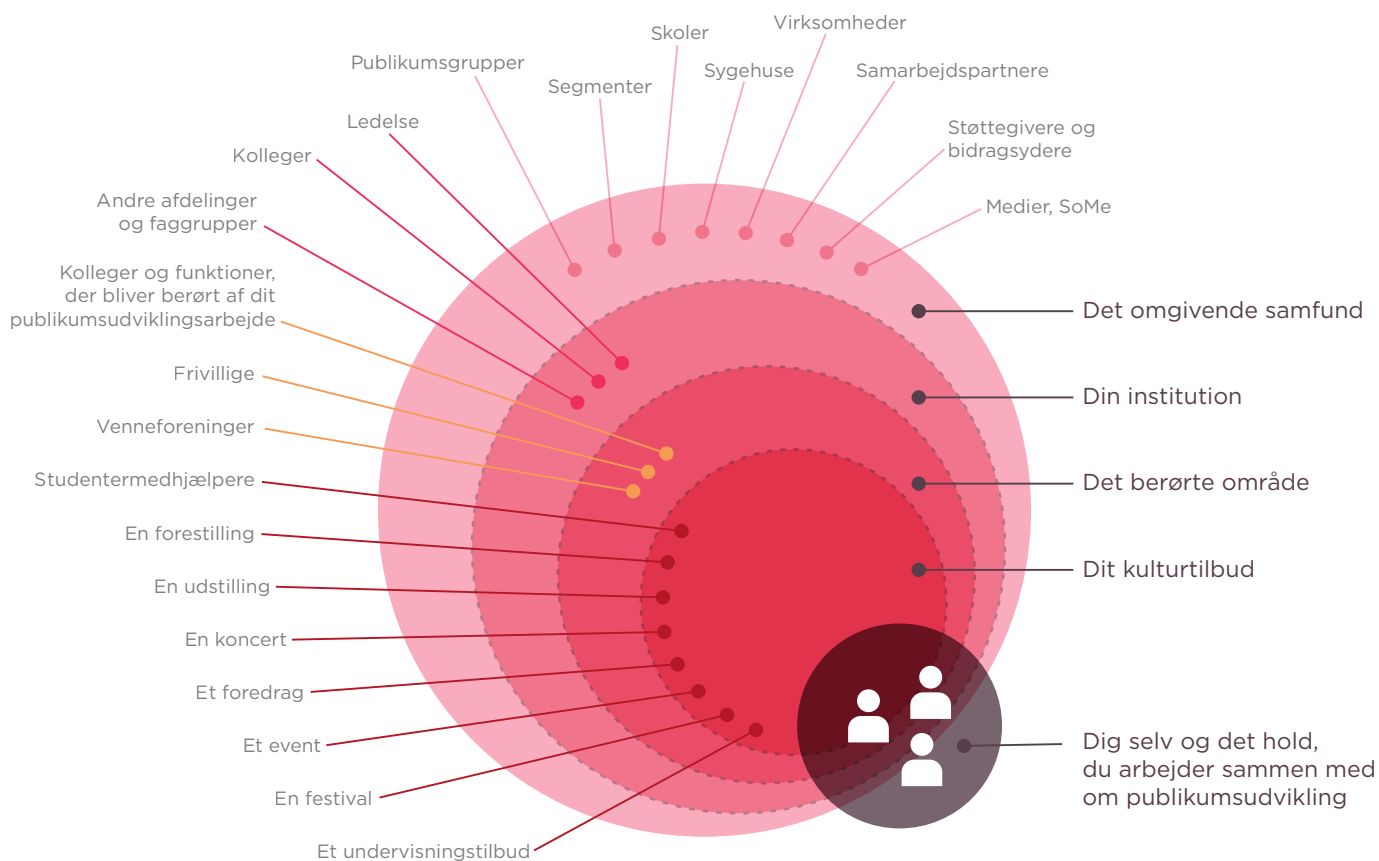 Virksomheder
Skoler
Publikumsgrupper
Sygehuse
Samarbejdspartnere
Segmenter
Ledelse
Støttegivere og
bidragsydere
Kolleger
Andre afdelinger
og faggrupper
Medier, SoMe
Kolleger og funktioner,
der bliver berørt af dit
publikumsudviklingsarbejde
Frivillige
Venneforeninger
Studentermedhjælpere
En forestilling
En udstilling
En koncert
Et foredrag
Et event
En festival
Et undervisningstilbud
Det omgivende samfund
Din institution
Det berørte område
Dit kulturtilbud
Dig selv og det hold,
du arbejder sammen med
om publikumsudvikling